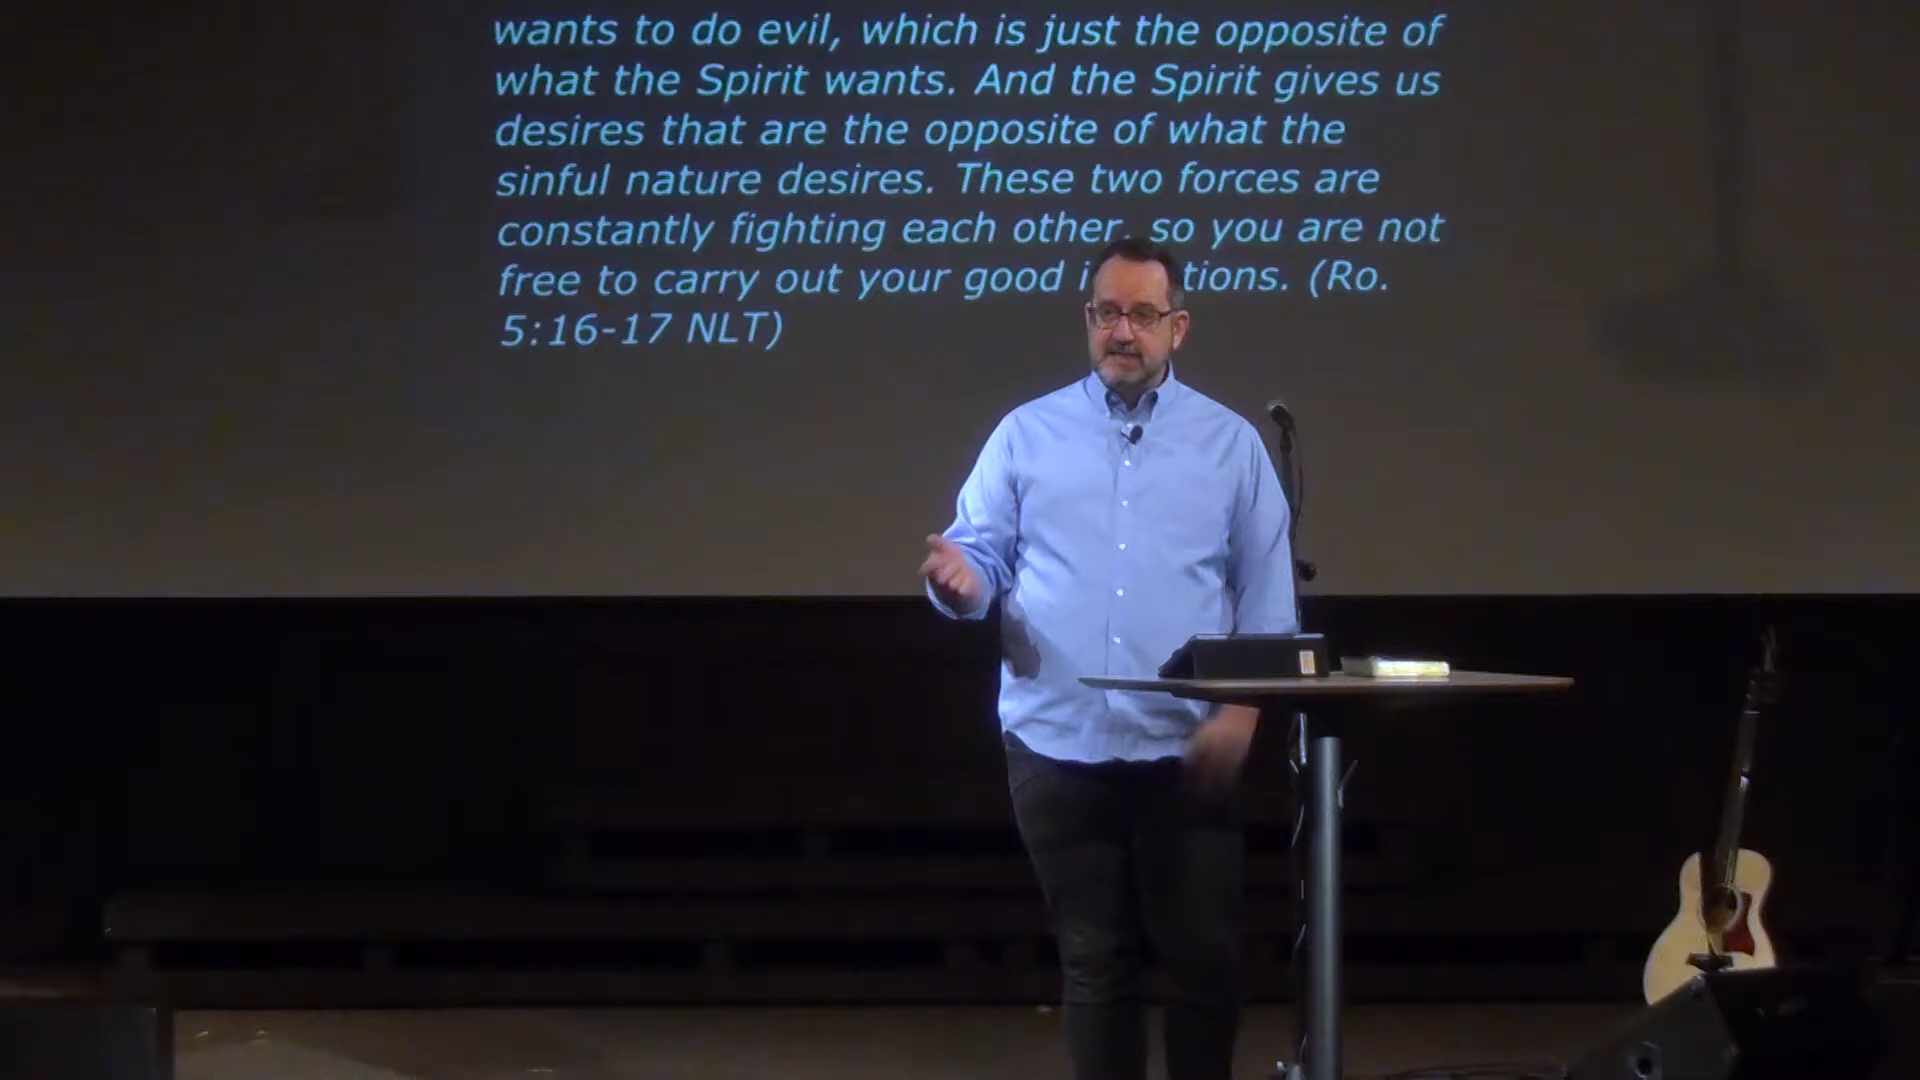 wants to do evil, which is just the opposite of
what the Spirit wants. And the Spirit gives us
desires that are the opposite of what the
sinful nature desires. These two forces are
constantly fighting each other, so you are not
free to carry out your good (Ro.
5:16-17 NLT)